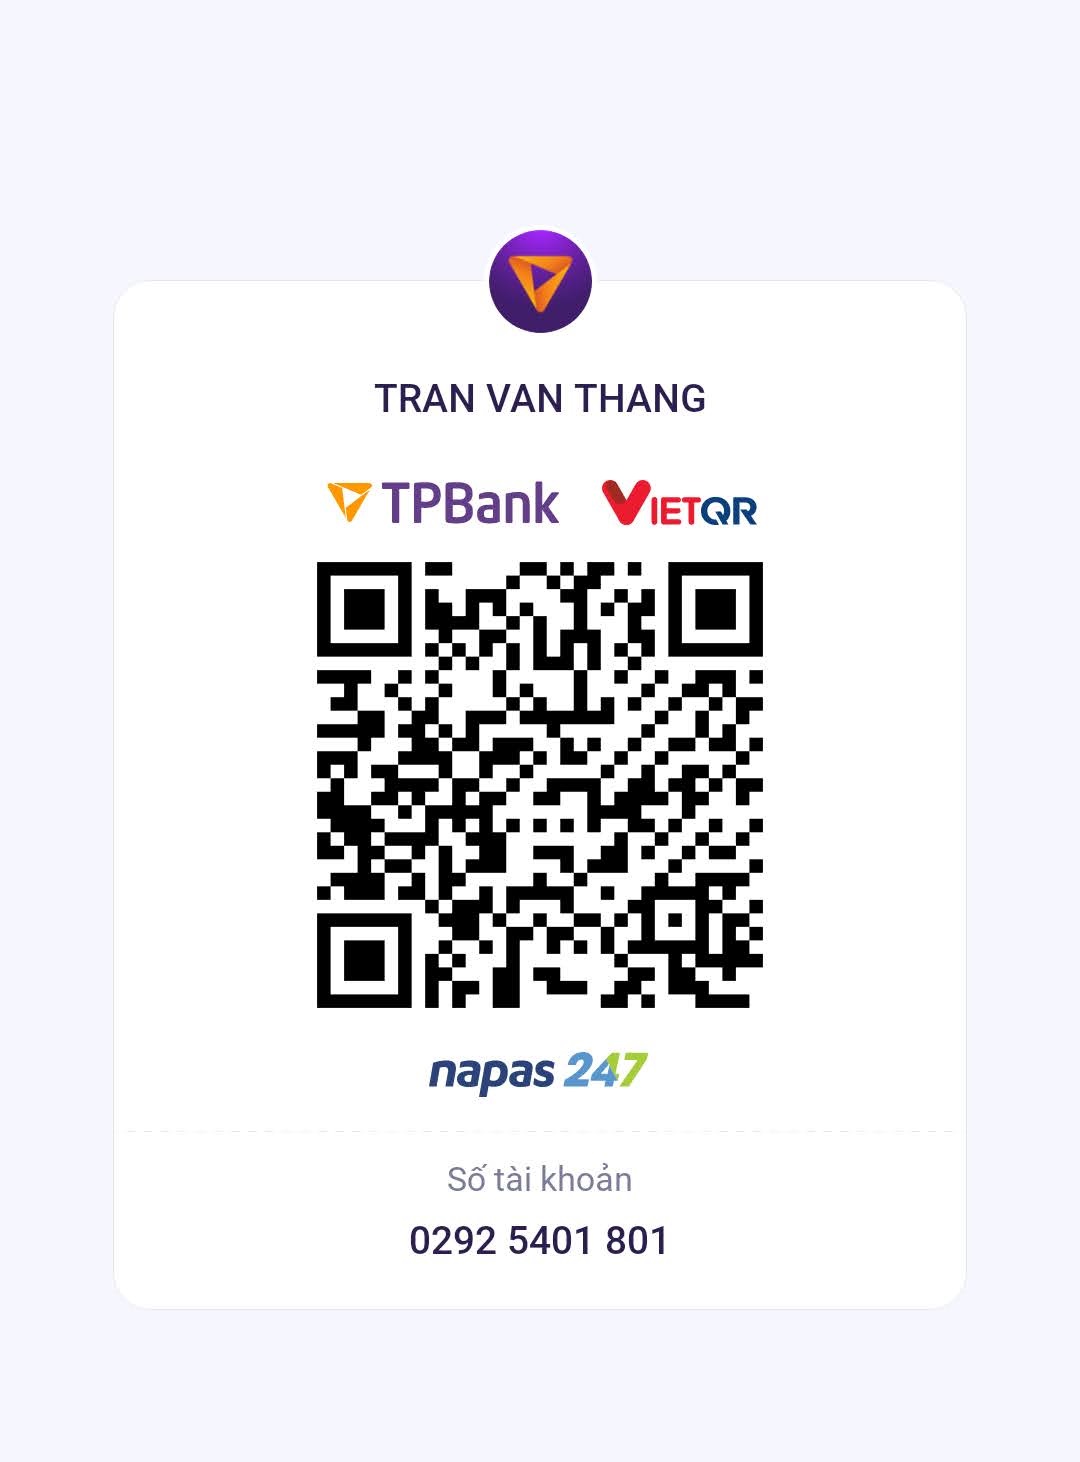 TRAN VAN THANG
TPBank VIETQR
napas 247
Số tài khoản
0292 5401 801